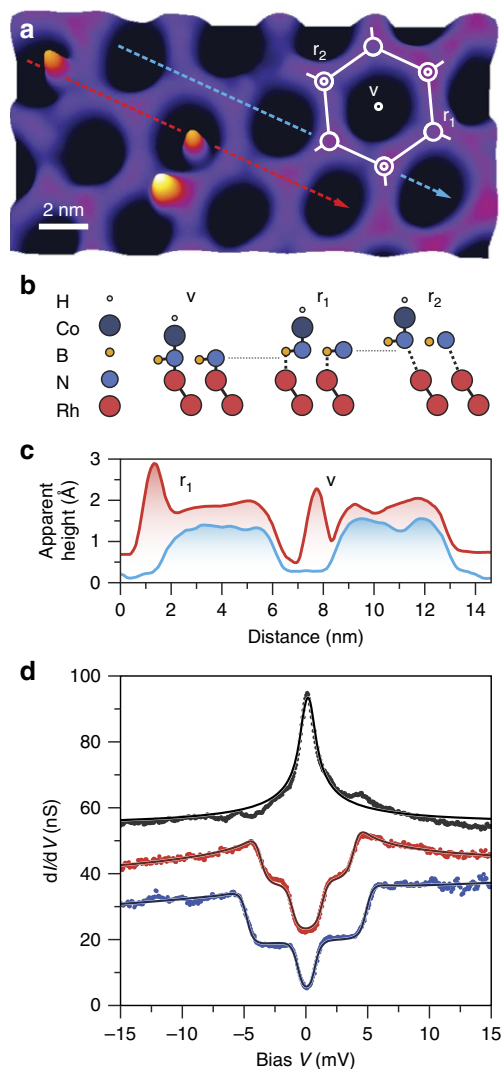 a
r2
v
r1
2 nm
b
H v r1 r2
Co
B
N
Rh
c
3
2
1
0
Apparent
height (Å)
r1 v
0 2 4 6 8 10 12 14
Distance (nm)
d
100
80
60
40
20
0
dI/dV (nS)
−15 −10 −5 0 5 10 15
Bias V (mV)